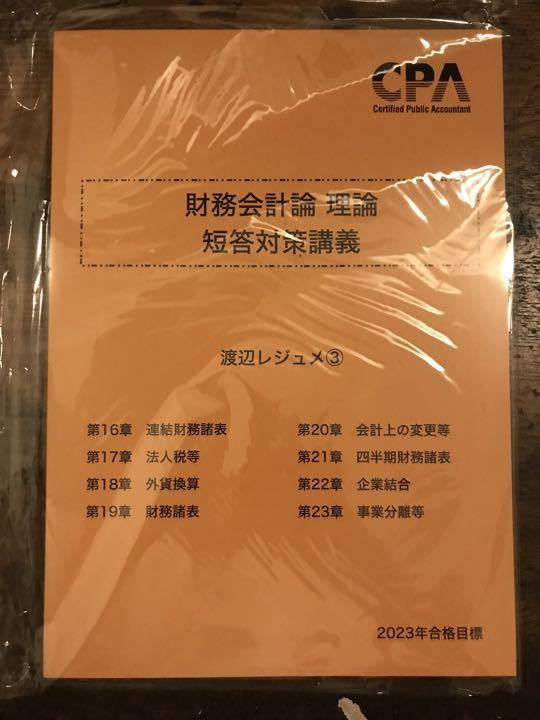 CPA
Certified Public Accountant
財務会計論 理論
短答対策講義
渡辺レジュメ③
第16章 連結財務諸表
第17章 法人税等
第18章 外貨換算
第19章 財務諸表
第20章 会計上の変更等
第21章 四半期財務諸表
第22章 企業結合
第23章 事業分離等
2023年合格目標